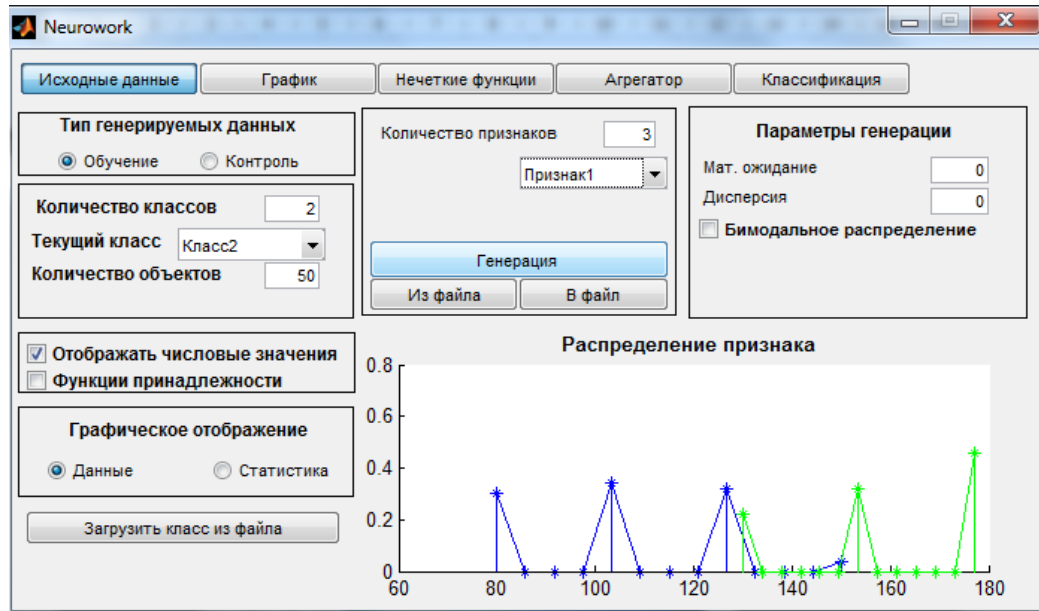 Neurowork
Исходные данные
График
Нечеткие функции
Агрегатор
Классификация
Тип генерируемых данных
Обучение
Контроль
Количество классов 2
Текущий класс Класс2
Количество объектов 50
Количество признаков 3
Признак1
Генерация
Из файла
В файл
Параметры генерации
Мат. ожидание 0
Дисперсия 0
Бимодальное распределение
Отображать числовые значения
Функции принадлежности
Графическое отображение
Данные
Статистика
Загрузить класс из файла
Распределение признака
0.8
0.6
0.4
0.2
0
60 80 100 120 140 160 180